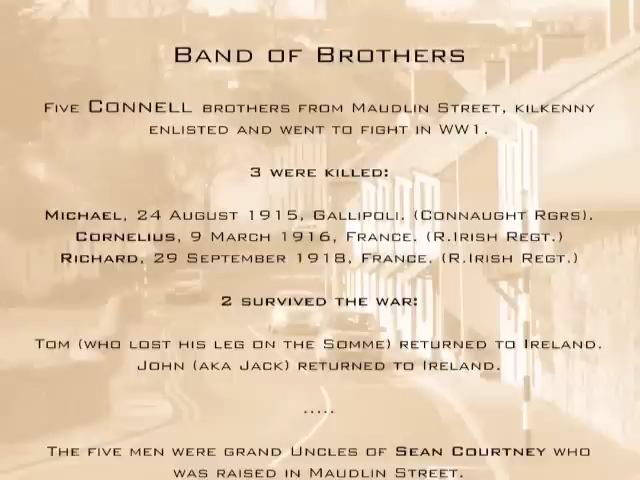 Band of Brothers
Five Connell brothers from Maudlin Street, Kilkenny
enlisted and went to fight in WW1.
3 were killed:
Michael, 24 August 1915, Gallipoli. (Connaught Rgrs).
Cornelius, 9 March 1916, France. (R.Irish Regt.)
Richard, 29 September 1918, France. (R.Irish Regt.)
2 survived the war:
Tom (who lost his leg on the Somme) returned to Ireland.
John (aka Jack) returned to Ireland.
.....
The five men were grand Uncles of Sean Courtney who
was raised in Maudlin Street.